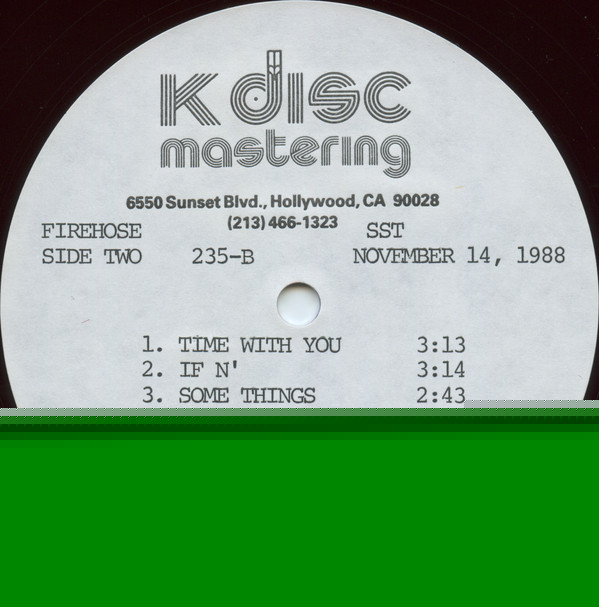 K disc
mastering
6550 Sunset Blvd., Hollywood, CA 90028
(213) 466-1323
FIREHOSE SST
SIDE TWO 235-B NOVEMBER 14, 1988
1. TIME WITH YOU 3:13
2. IF N' 3:14
3. SOME THINGS 2:43